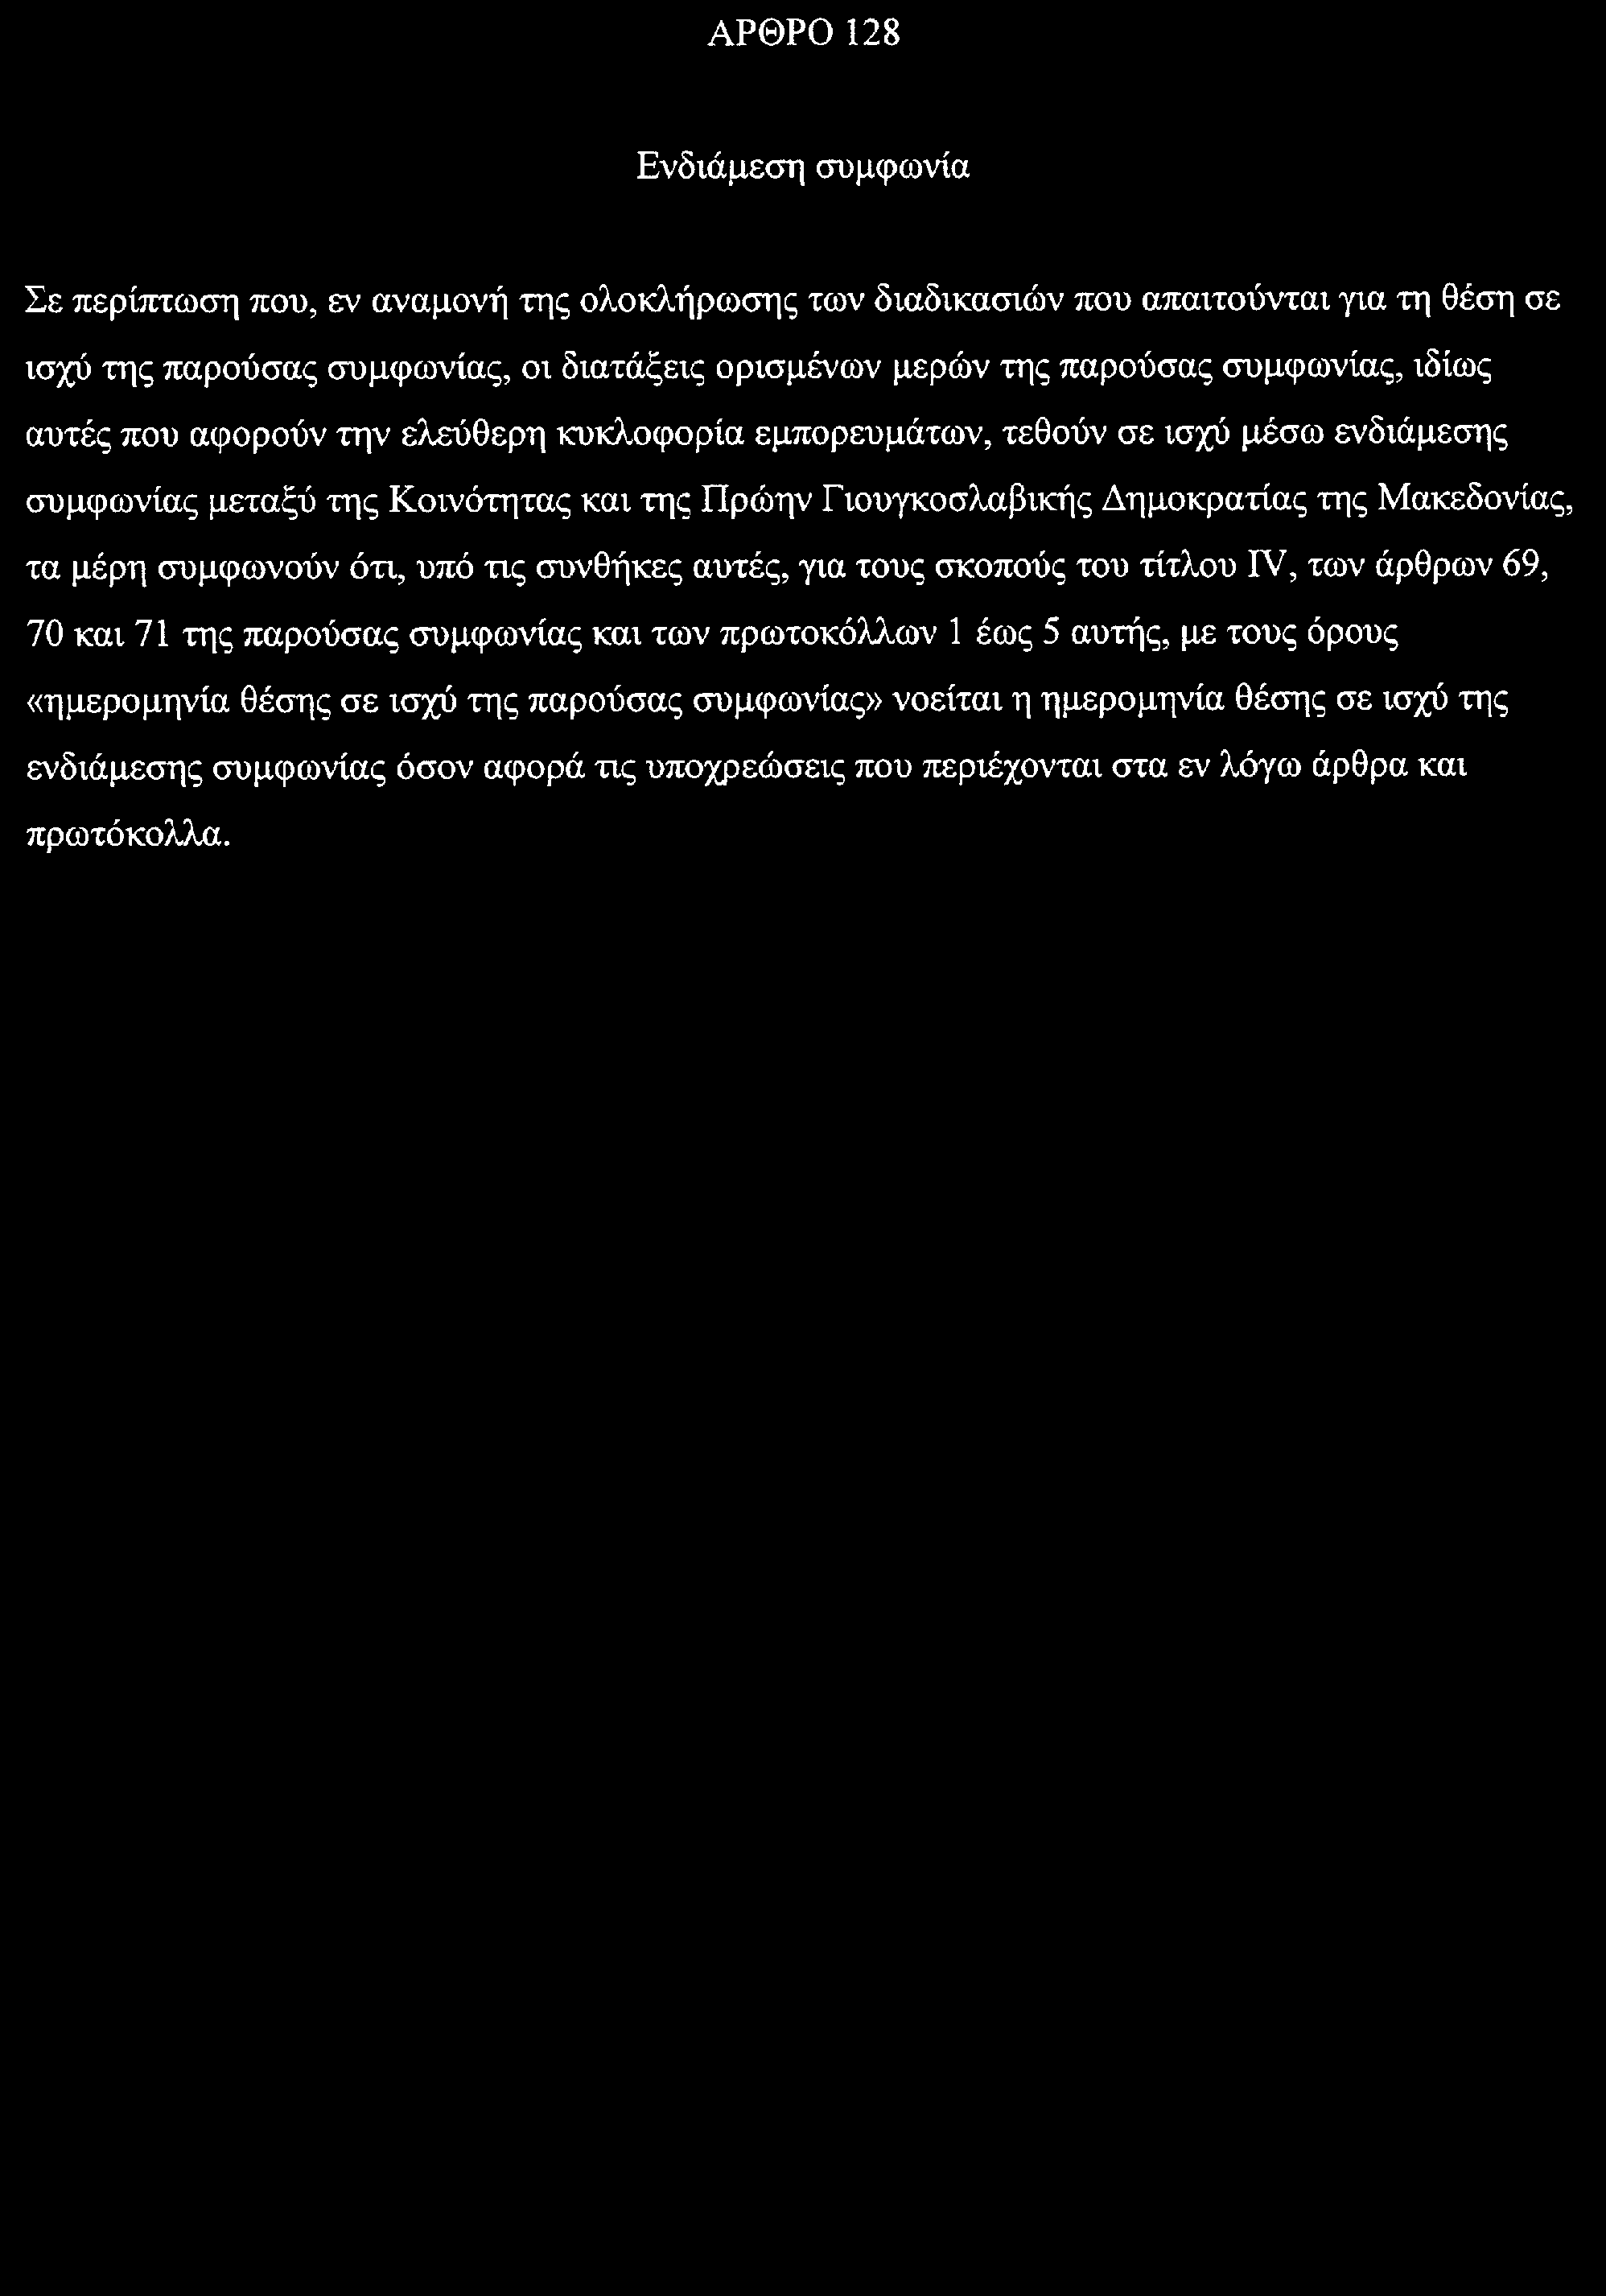 ΑΡΘΡΟ 128
Ενδιάμεση συμφωνία
Σε περίπτωση που, εν αναμονή της ολοκλήρωσης των διαδικασιών που απαιτούνται για τη θέση σε
ισχύ της παρούσας συμφωνίας, οι διατάξεις ορισμένων μερών της παρούσας συμφωνίας, ιδίως
αυτές που αφορούν την ελεύθερη κυκλοφορία εμπορευμάτων, τεθούν σε ισχύ μέσω ενδιάμεσης
συμφωνίας μεταξύ της Κοινότητας και της Πρώην Γιουγκοσλαβικής Δημοκρατίας της Μακεδονίας,
τα μέρη συμφωνούν ότι, υπό τις συνθήκες αυτές, για τους σκοπούς του τίτλου IV, των άρθρων 69,
70 και 71 της παρούσας συμφωνίας και των πρωτοκόλλων 1 έως 5 αυτής, με τους όρους
«ημερομηνία θέσης σε ισχύ της παρούσας συμφωνίας» νοείται η ημερομηνία θέσης σε ισχύ της
ενδιάμεσης συμφωνίας όσον αφορά τις υποχρεώσεις που περιέχονται στα εν λόγω άρθρα και
πρωτόκολλα.